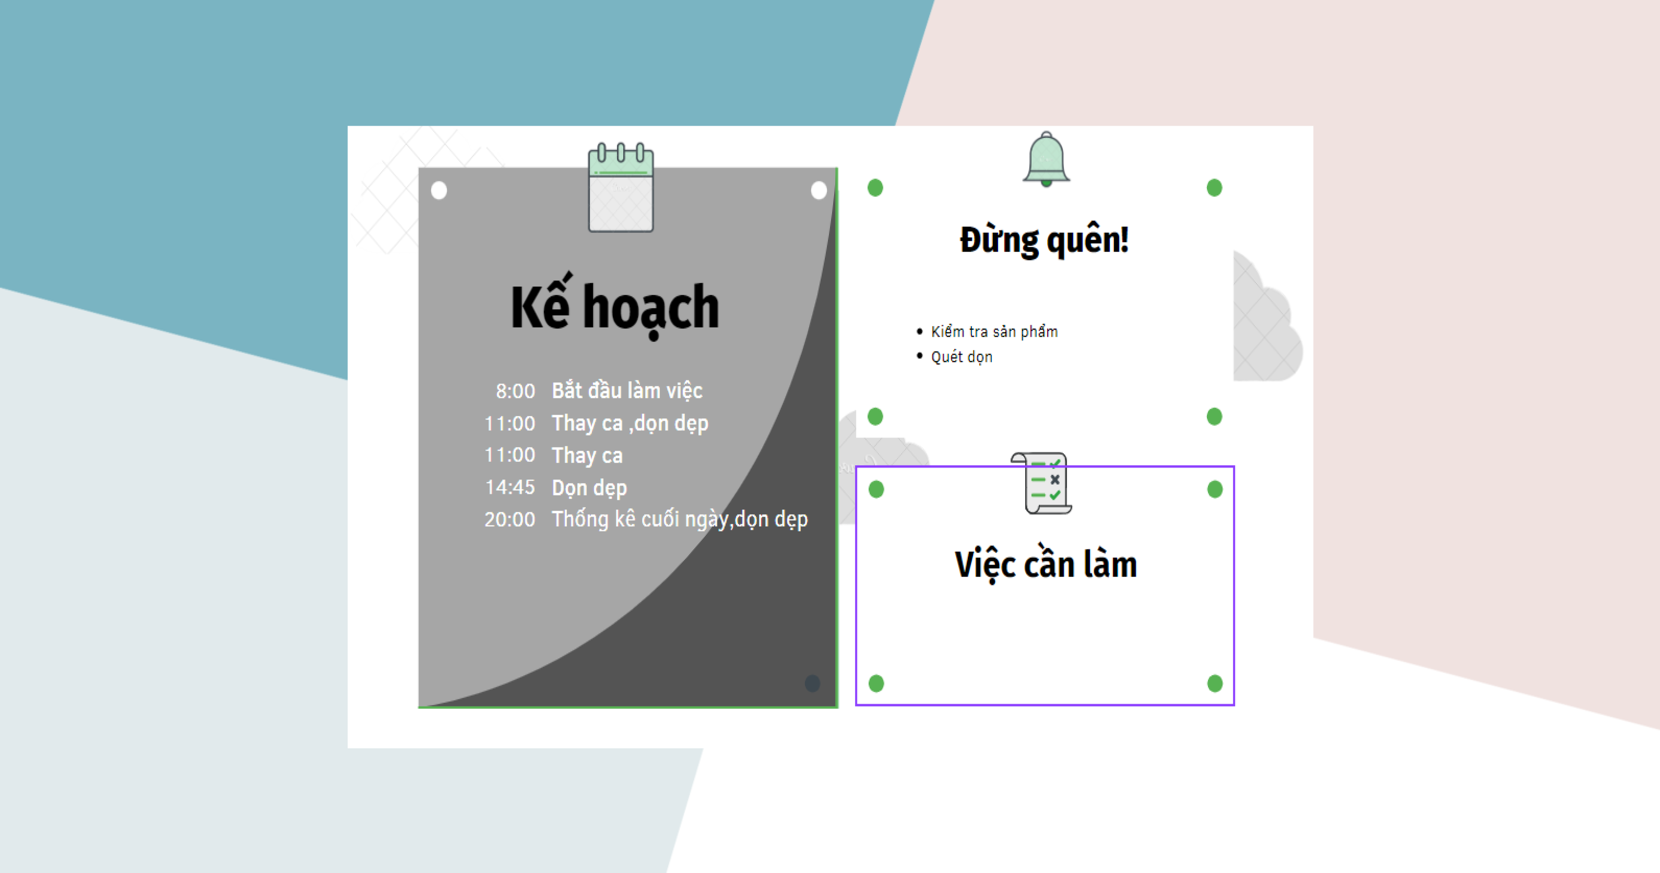 Kế hoạch
8:00 Bắt đầu làm việc
11:00 Thay ca ,dọn dẹp
11:00 Thay ca
14:45 Dọn dẹp
20:00 Thống kê cuối ngày,dọn dẹp
Đừng quên!
• Kiểm tra sản phẩm
• Quét dọn
Việc cần làm